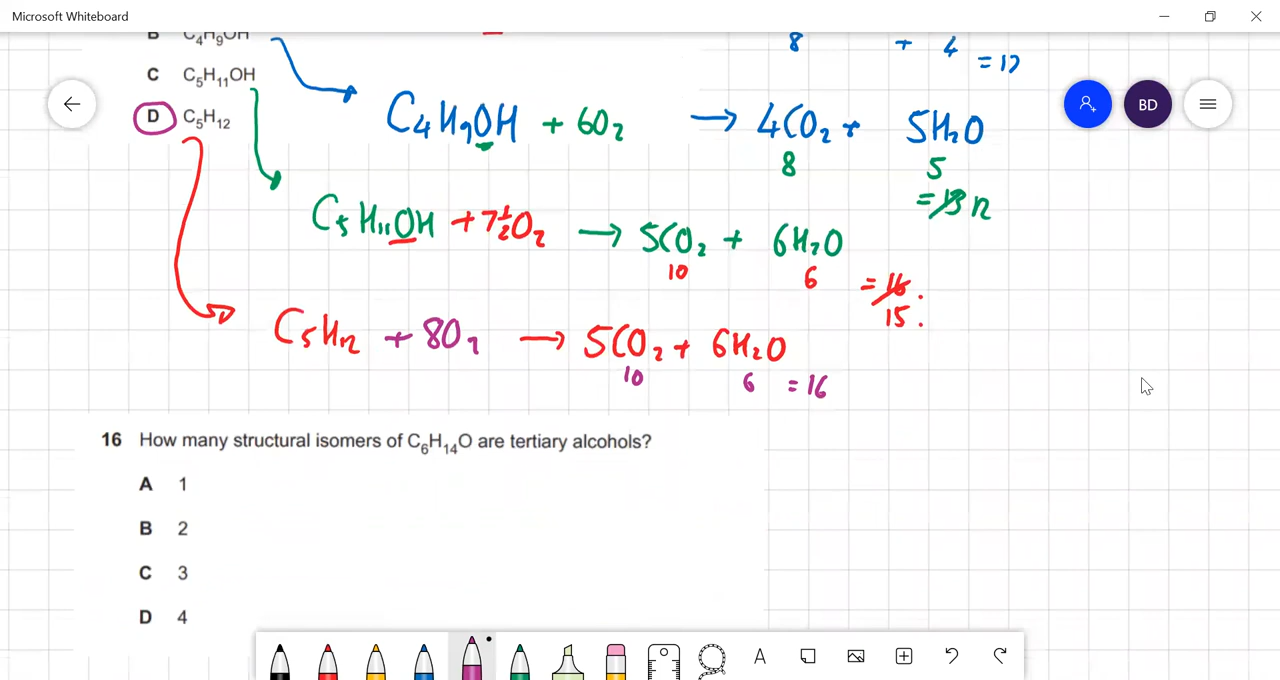 Microsoft Whiteboard
B C₄H₉OH
8 + 4
= 12
C C₅H₁₁OH
BD
D C₅H₁₂
C₄H₉OH + 6O₂ → 4CO₂ + 5H₂O
8 5
= 13 12
C₅H₁₁OH + 7½O₂ → 5CO₂ + 6H₂O
10 6 = 16
15
C₅H₁₂ + 8O₂ → 5CO₂ + 6H₂O
10 6 = 16
16 How many structural isomers of C₆H₁₄O are tertiary alcohols?
A 1
B 2
C 3
D 4
A